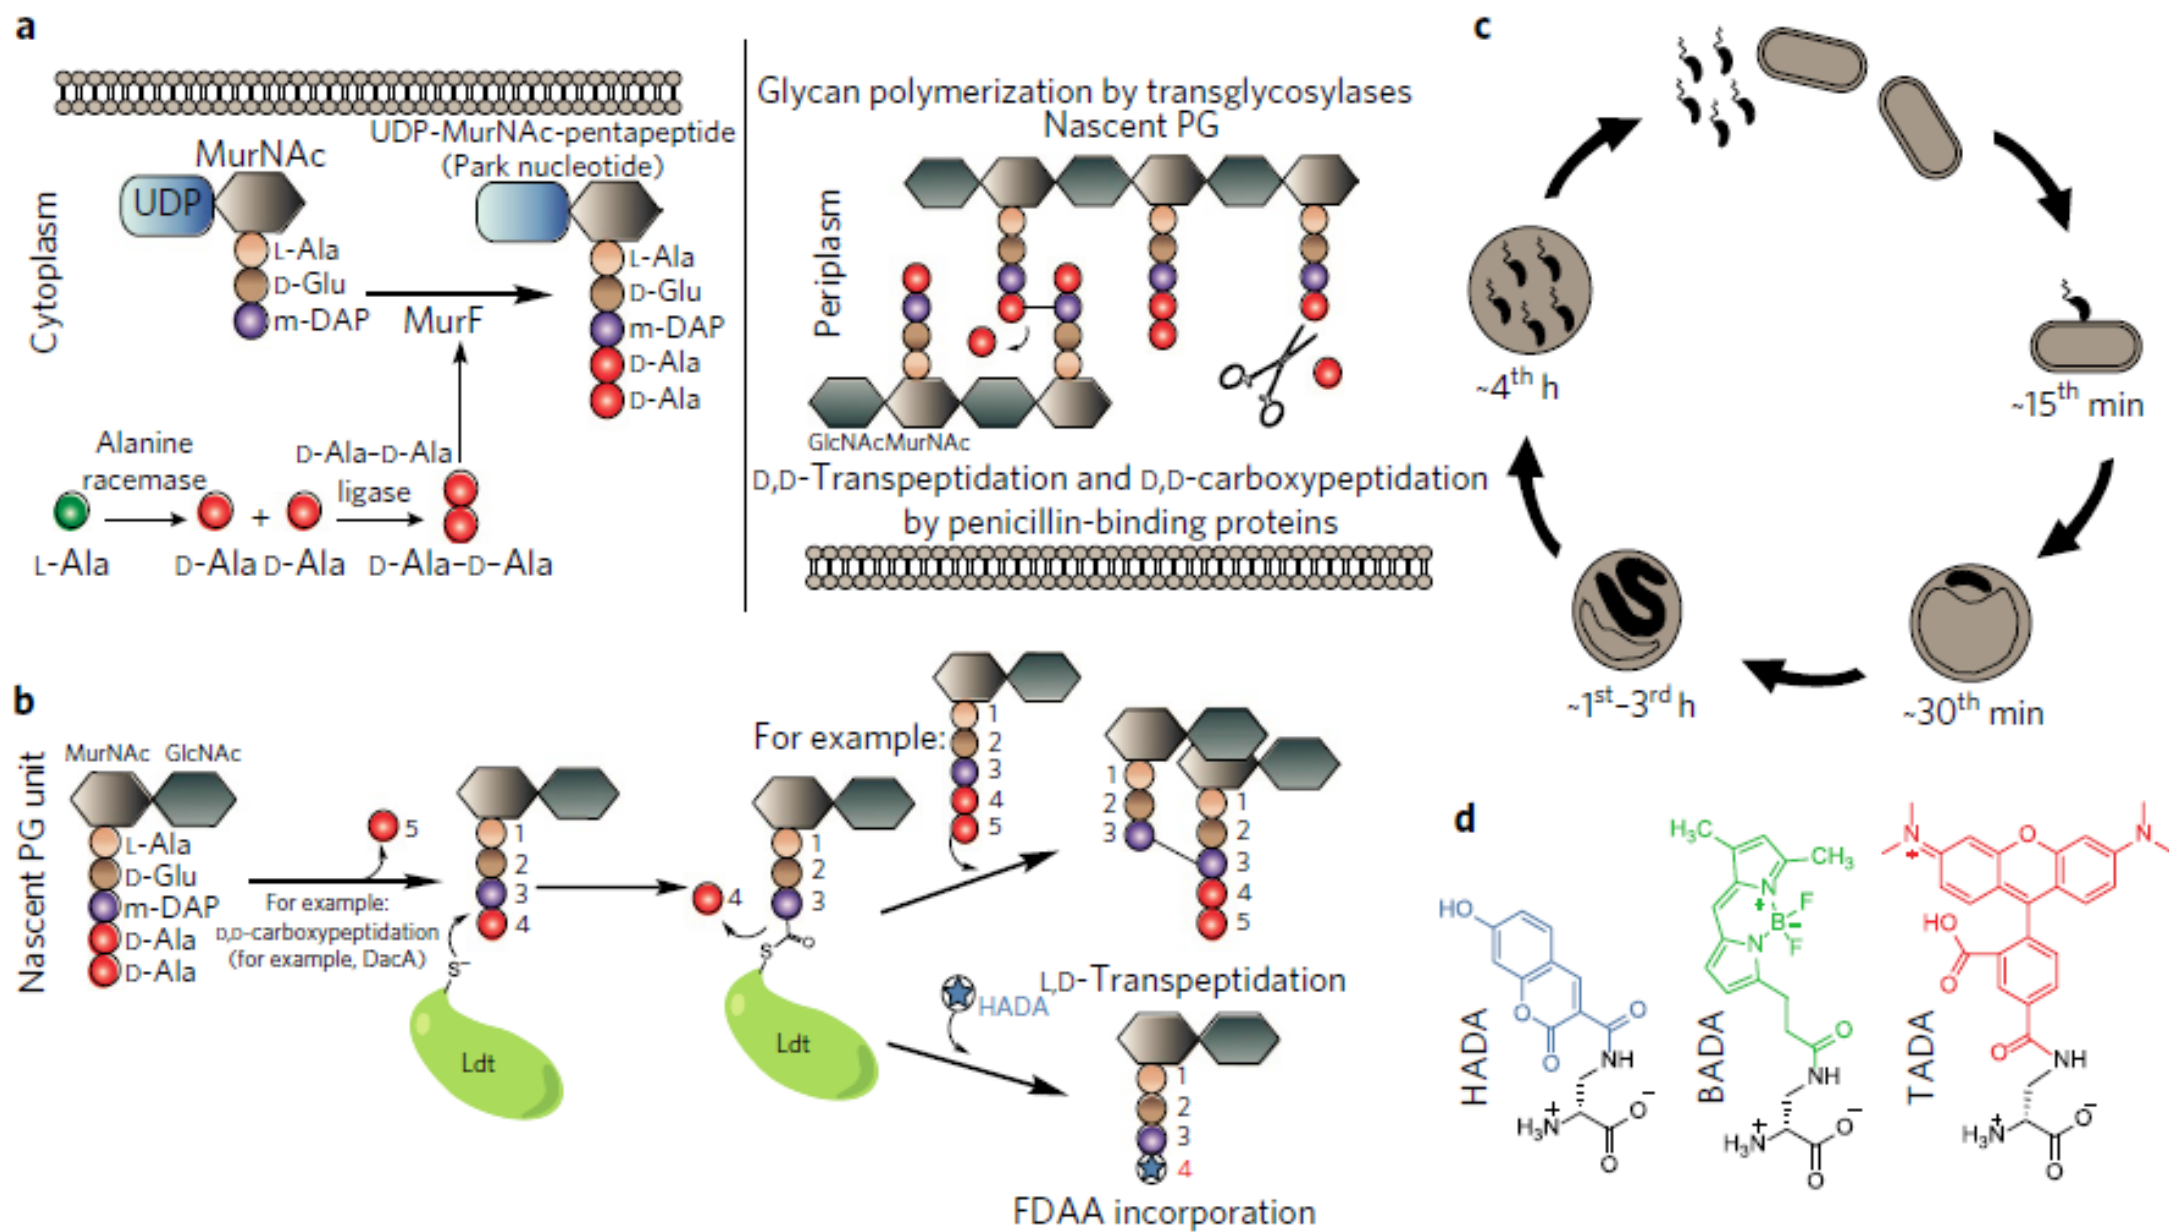 a
UDP-MurNAc-pentapeptide
(Park nucleotide)
MurNAc
UDP
Cytoplasm
L-Ala
D-Glu
m-DAP
MurF
L-Ala
D-Glu
m-DAP
D-Ala
D-Ala
Alanine
racemase
D-Ala-D-Ala
ligase
+
L-Ala
D-Ala
D-Ala
D-Ala-D-Ala
Glycan polymerization by transglycosylases
Nascent PG
Periplasm
GlcNAc
MurNAc
D,D-Transpeptidation and D,D-carboxypeptidation
by penicillin-binding proteins
b
Nascent PG unit
MurNAc
GlcNAc
L-Ala
D-Glu
m-DAP
D-Ala
D-Ala
5
For example:
D,D-carboxypeptidation
(for example, DacA)
1
2
3
4
S⁻
Ldt
4
1
2
3
S
O
Ldt
For example:
1
2
3
4
5
1
2
3
1
2
3
4
5
L,D-Transpeptidation
HADA
1
2
3
4
FDAA incorporation
c
~15th min
~30th min
~1st-3rd h
~4th h
d
HADA
HO
O
O
O
NH
H₃N⁺
O⁻
O
BADA
H₃C
CH₃
N
+
B
-
F
F
N
O
NH
H₃N⁺
O⁻
O
TADA
N
+
O
N
HO
O
O
NH
H₃N⁺
O⁻
O